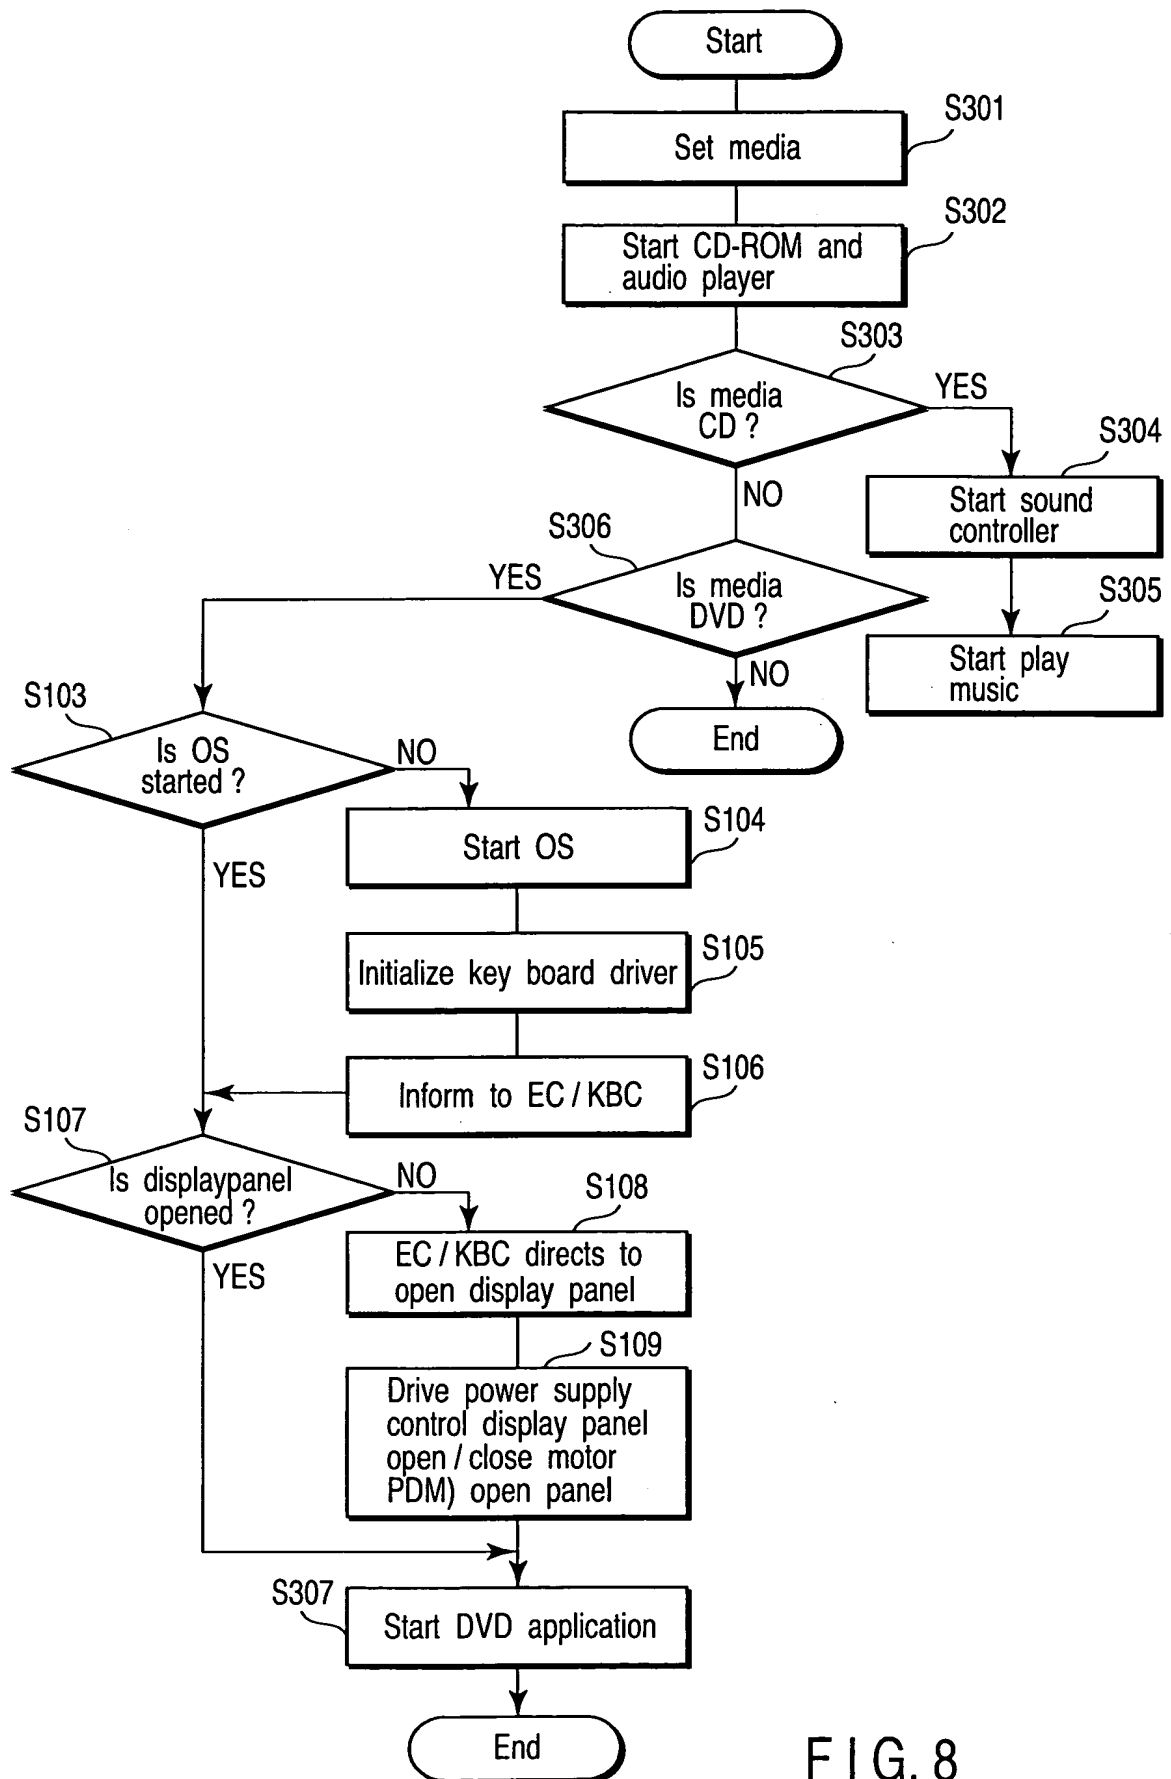 Start
S301
Set media
S302
Start CD-ROM and
audio player
S303
Is media
CD ?
YES
NO
S304
Start sound
controller
S305
Start play
music
S306
Is media
DVD ?
YES
NO
End
S103
Is OS
started ?
NO
YES
S104
Start OS
S105
Initialize key board driver
S106
Inform to EC / KBC
S107
Is displaypanel
opened ?
NO
YES
S108
EC / KBC directs to
open display panel
S109
Drive power supply
control display panel
open / close motor
PDM) open panel
S307
Start DVD application
End
FIG. 8